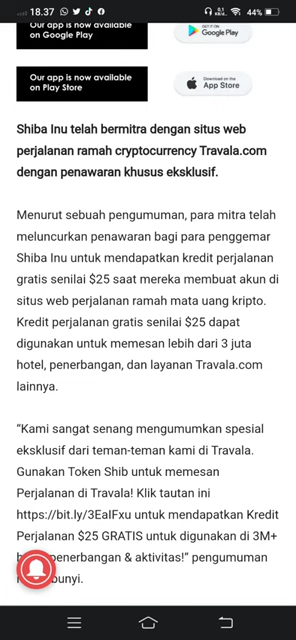 18.37
0.1
KB/S
44%
Our app is now available
on Google Play
GET IT ON
Google Play
Our app is now available
on Play Store
Download on the
App Store
Shiba Inu telah bermitra dengan situs web
perjalanan ramah cryptocurrency Travala.com
dengan penawaran khusus eksklusif.
Menurut sebuah pengumuman, para mitra telah
meluncurkan penawaran bagi para penggemar
Shiba Inu untuk mendapatkan kredit perjalanan
gratis senilai $25 saat mereka membuat akun di
situs web perjalanan ramah mata uang kripto.
Kredit perjalanan gratis senilai $25 dapat
digunakan untuk memesan lebih dari 3 juta
hotel, penerbangan, dan layanan Travala.com
lainnya.
“Kami sangat senang mengumumkan spesial
eksklusif dari teman-teman kami di Travala.
Gunakan Token Shib untuk memesan
Perjalanan di Travala! Klik tautan ini
https://bit.ly/3EaIFxu untuk mendapatkan Kredit
Perjalanan $25 GRATIS untuk digunakan di 3M+
penerbangan & aktivitas!” pengumuman
bunyi.